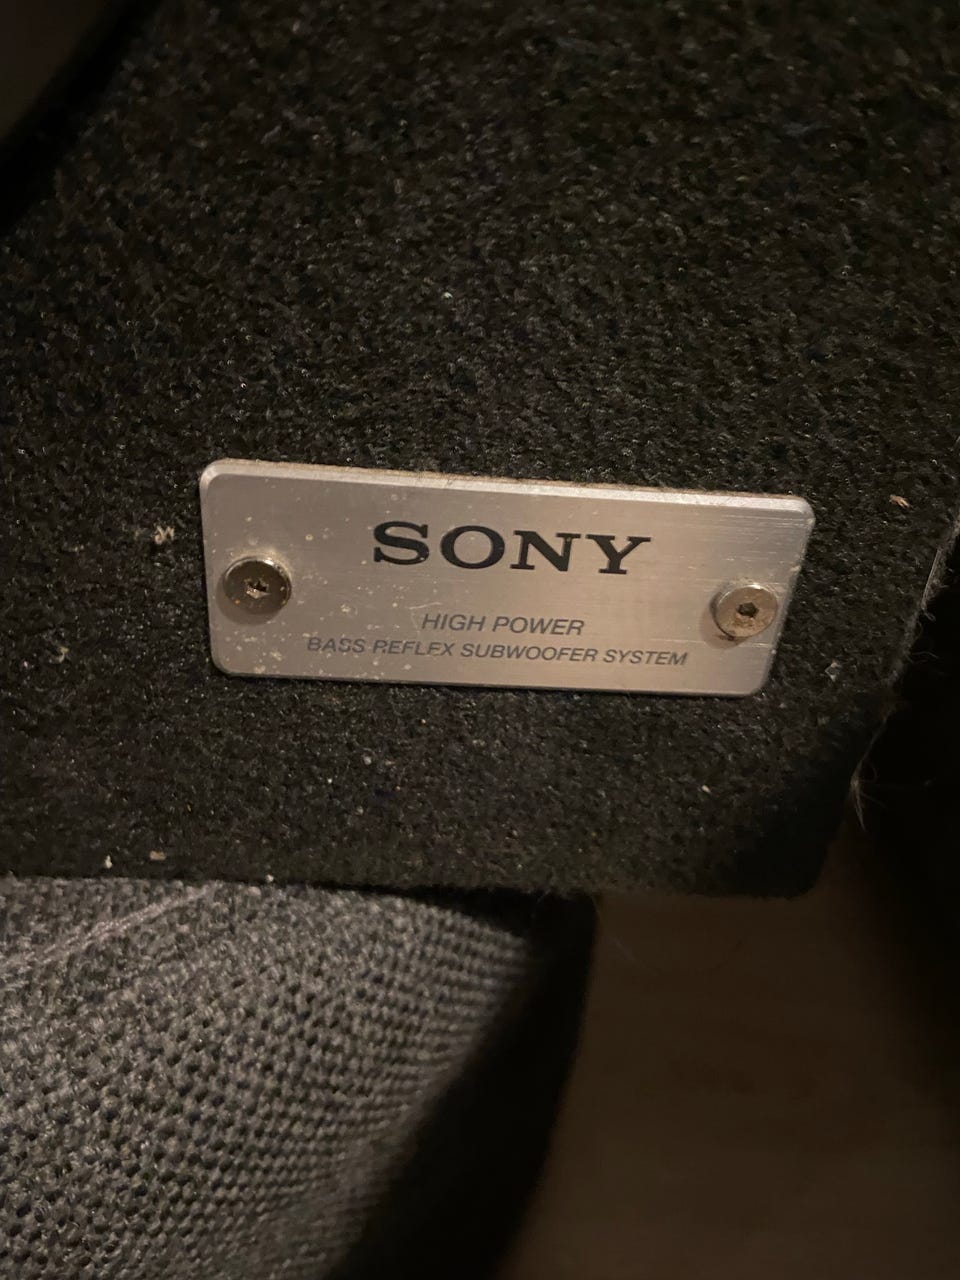 SONY
HIGH POWER
BASS REFLEX SUBWOOFER SYSTEM